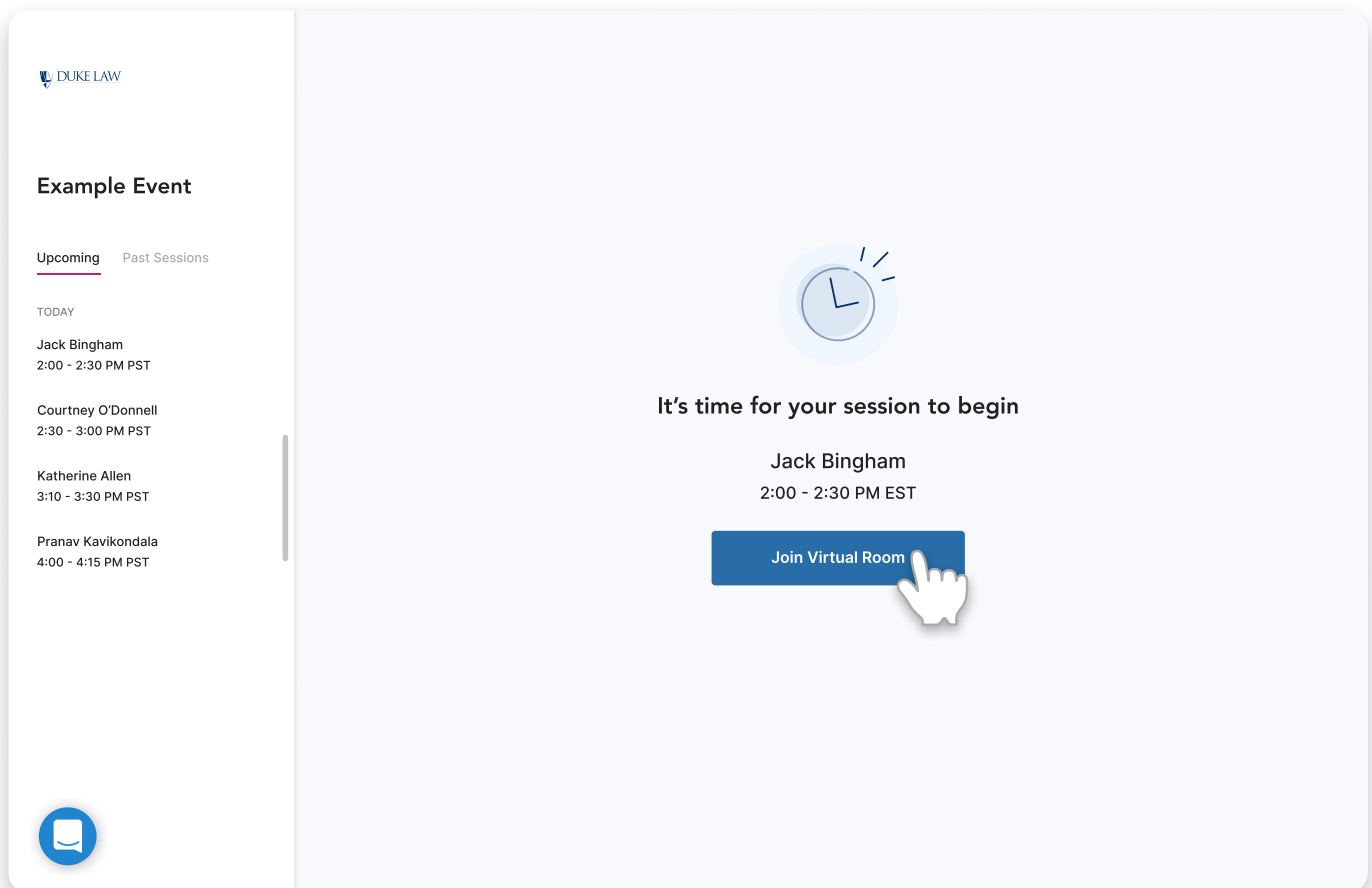 DUKE LAW
Example Event
Upcoming Past Sessions
TODAY
Jack Bingham
2:00 - 2:30 PM PST
Courtney O’Donnell
2:30 - 3:00 PM PST
Katherine Allen
3:10 - 3:30 PM PST
Pranav Kavikondala
4:00 - 4:15 PM PST
It’s time for your session to begin
Jack Bingham
2:00 - 2:30 PM EST
Join Virtual Room